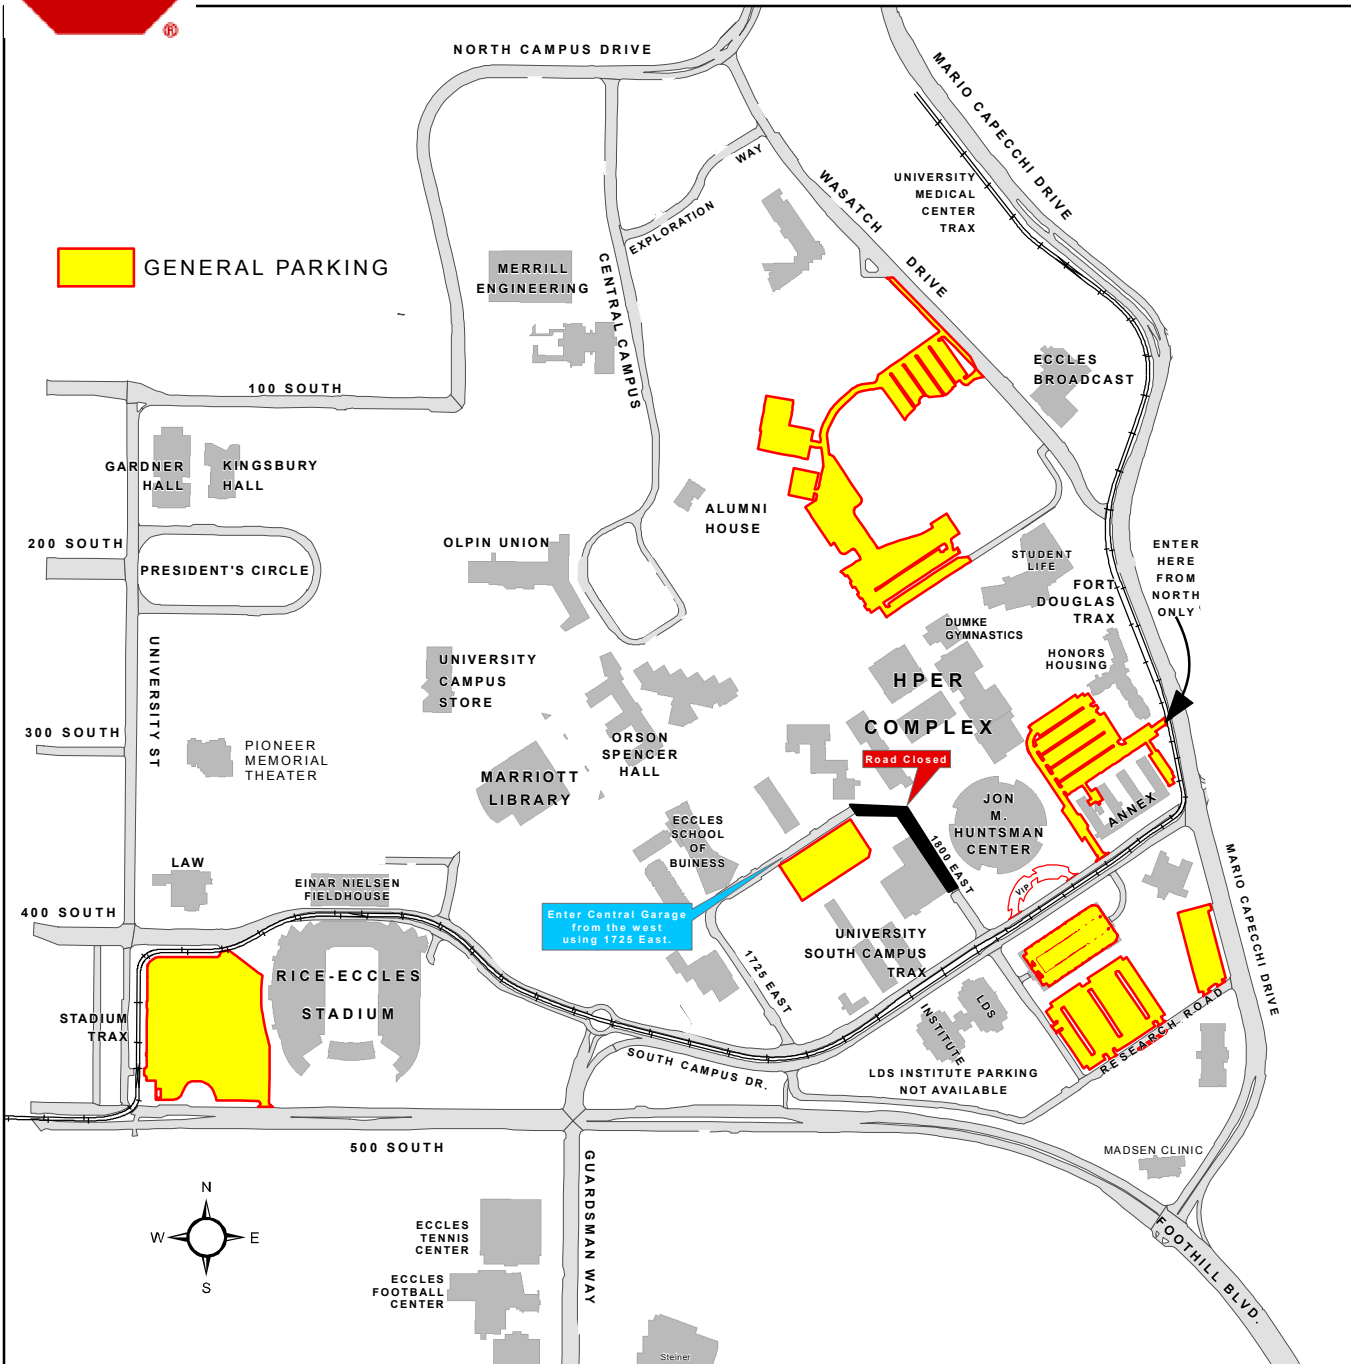 ®
NORTH CAMPUS DRIVE
MARIO CAPECCHI DRIVE
WAY
EXPLORATION
WASATCH
DRIVE
UNIVERSITY
MEDICAL
CENTER
TRAX
GENERAL PARKING
MERRILL
ENGINEERING
CENTRAL CAMPUS
ECCLES
BROADCAST
100 SOUTH
GARDNER
HALL
KINGSBURY
HALL
ALUMNI
HOUSE
200 SOUTH
PRESIDENT'S CIRCLE
OLPIN UNION
STUDENT
LIFE
ENTER
HERE
FROM
NORTH
ONLY
FORT
DOUGLAS
TRAX
DUMKE
GYMNASTICS
HONORS
HOUSING
UNIVERSITY ST
UNIVERSITY
CAMPUS
STORE
HPER
COMPLEX
300 SOUTH
PIONEER
MEMORIAL
THEATER
ORSON
SPENCER
HALL
MARRIOTT
LIBRARY
Road Closed
JON
M.
HUNTSMAN
CENTER
ANNEX
ECCLES
SCHOOL
OF
BUINESS
1800 EAST
LAW
EINAR NIELSEN
FIELDHOUSE
VIP
MARIO CAPECCHI DRIVE
400 SOUTH
Enter Central Garage
from the west
using 1725 East.
UNIVERSITY
SOUTH CAMPUS
TRAX
1725 EAST
RICE-ECCLES
STADIUM
STADIUM
TRAX
LDS
INSTITUTE
RESEARCH ROAD
SOUTH CAMPUS DR.
LDS INSTITUTE PARKING
NOT AVAILABLE
500 SOUTH
MADSEN CLINIC
GUARDSMAN WAY
N
W
E
S
ECCLES
TENNIS
CENTER
ECCLES
FOOTBALL
CENTER
FOOTHILL BLVD.
Steiner